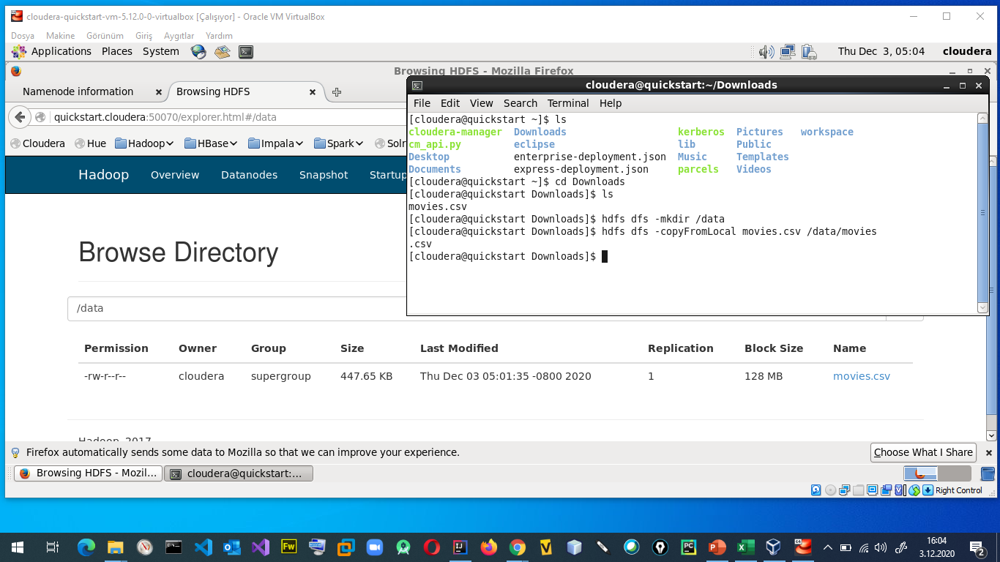 cloudera-quickstart-vm-5.12.0-0-virtualbox [Çalışıyor] - Oracle VM VirtualBox
Dosya Makine Görünüm Giriş Aygıtlar Yardım
Applications Places System Thu Dec 3, 05:04 cloudera
Browsing HDFS - Mozilla Firefox
Namenode information Browsing HDFS
quickstart.cloudera:50070/explorer.html#/data
Cloudera Hue Hadoop HBase Impala Spark Solr
Hadoop Overview Datanodes Snapshot Startup
Browse Directory
/data
Permission Owner Group Size Last Modified Replication Block Size Name
-rw-r--r-- cloudera supergroup 447.65 KB Thu Dec 03 05:01:35 -0800 2020 1 128 MB movies.csv
Hadoop, 2017.
cloudera@quickstart:~/Downloads
File Edit View Search Terminal Help
[cloudera@quickstart ~]$ ls
cloudera-manager Downloads kerberos Pictures workspace
cm_api.py eclipse lib Public
Desktop enterprise-deployment.json Music Templates
Documents express-deployment.json parcels Videos
[cloudera@quickstart ~]$ cd Downloads
[cloudera@quickstart Downloads]$ ls
movies.csv
[cloudera@quickstart Downloads]$ hdfs dfs -mkdir /data
[cloudera@quickstart Downloads]$ hdfs dfs -copyFromLocal movies.csv /data/movies
.csv
[cloudera@quickstart Downloads]$
Firefox automatically sends some data to Mozilla so that we can improve your experience. Choose What I Share
Browsing HDFS - Mozil... cloudera@quickstart:...
Right Control
Fw PC
16:04
3.12.2020
2